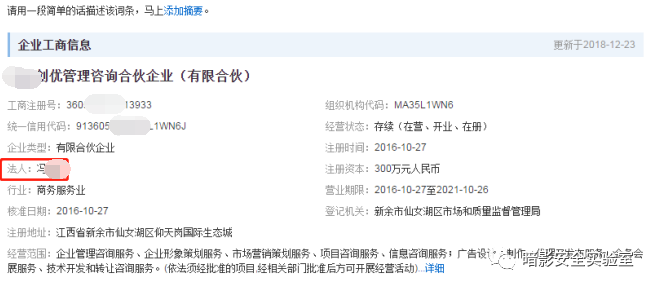 请用一段简单的话描述该词条，马上添加摘要。
企业工商信息 更新于2018-12-23
创优管理咨询合伙企业（有限合伙）
工商注册号：360 13933 组织机构代码：MA35L1WN6
统一信用代码：913605 L1WN6J 经营状态：存续（在营、开业、在册）
企业类型：有限合伙企业 注册时间：2016-10-27
法人：冯 注册资本：300万元人民币
行业：商务服务业 营业期限：2016-10-27至2021-10-26
核准日期：2016-10-27 登记机关：新余市仙女湖区市场和质量监督管理局
注册地址：江西省新余市仙女湖区仰天岗国际生态城
经营范围：企业管理咨询服务、企业形象策划服务、市场营销策划服务、项目咨询服务、信息咨询服务；广告设计、制作、
展服务、技术开发和转让咨询服务。(依法须经批准的项目,经相关部门批准后方可开展经营活动)...详细
暗影安全实验室